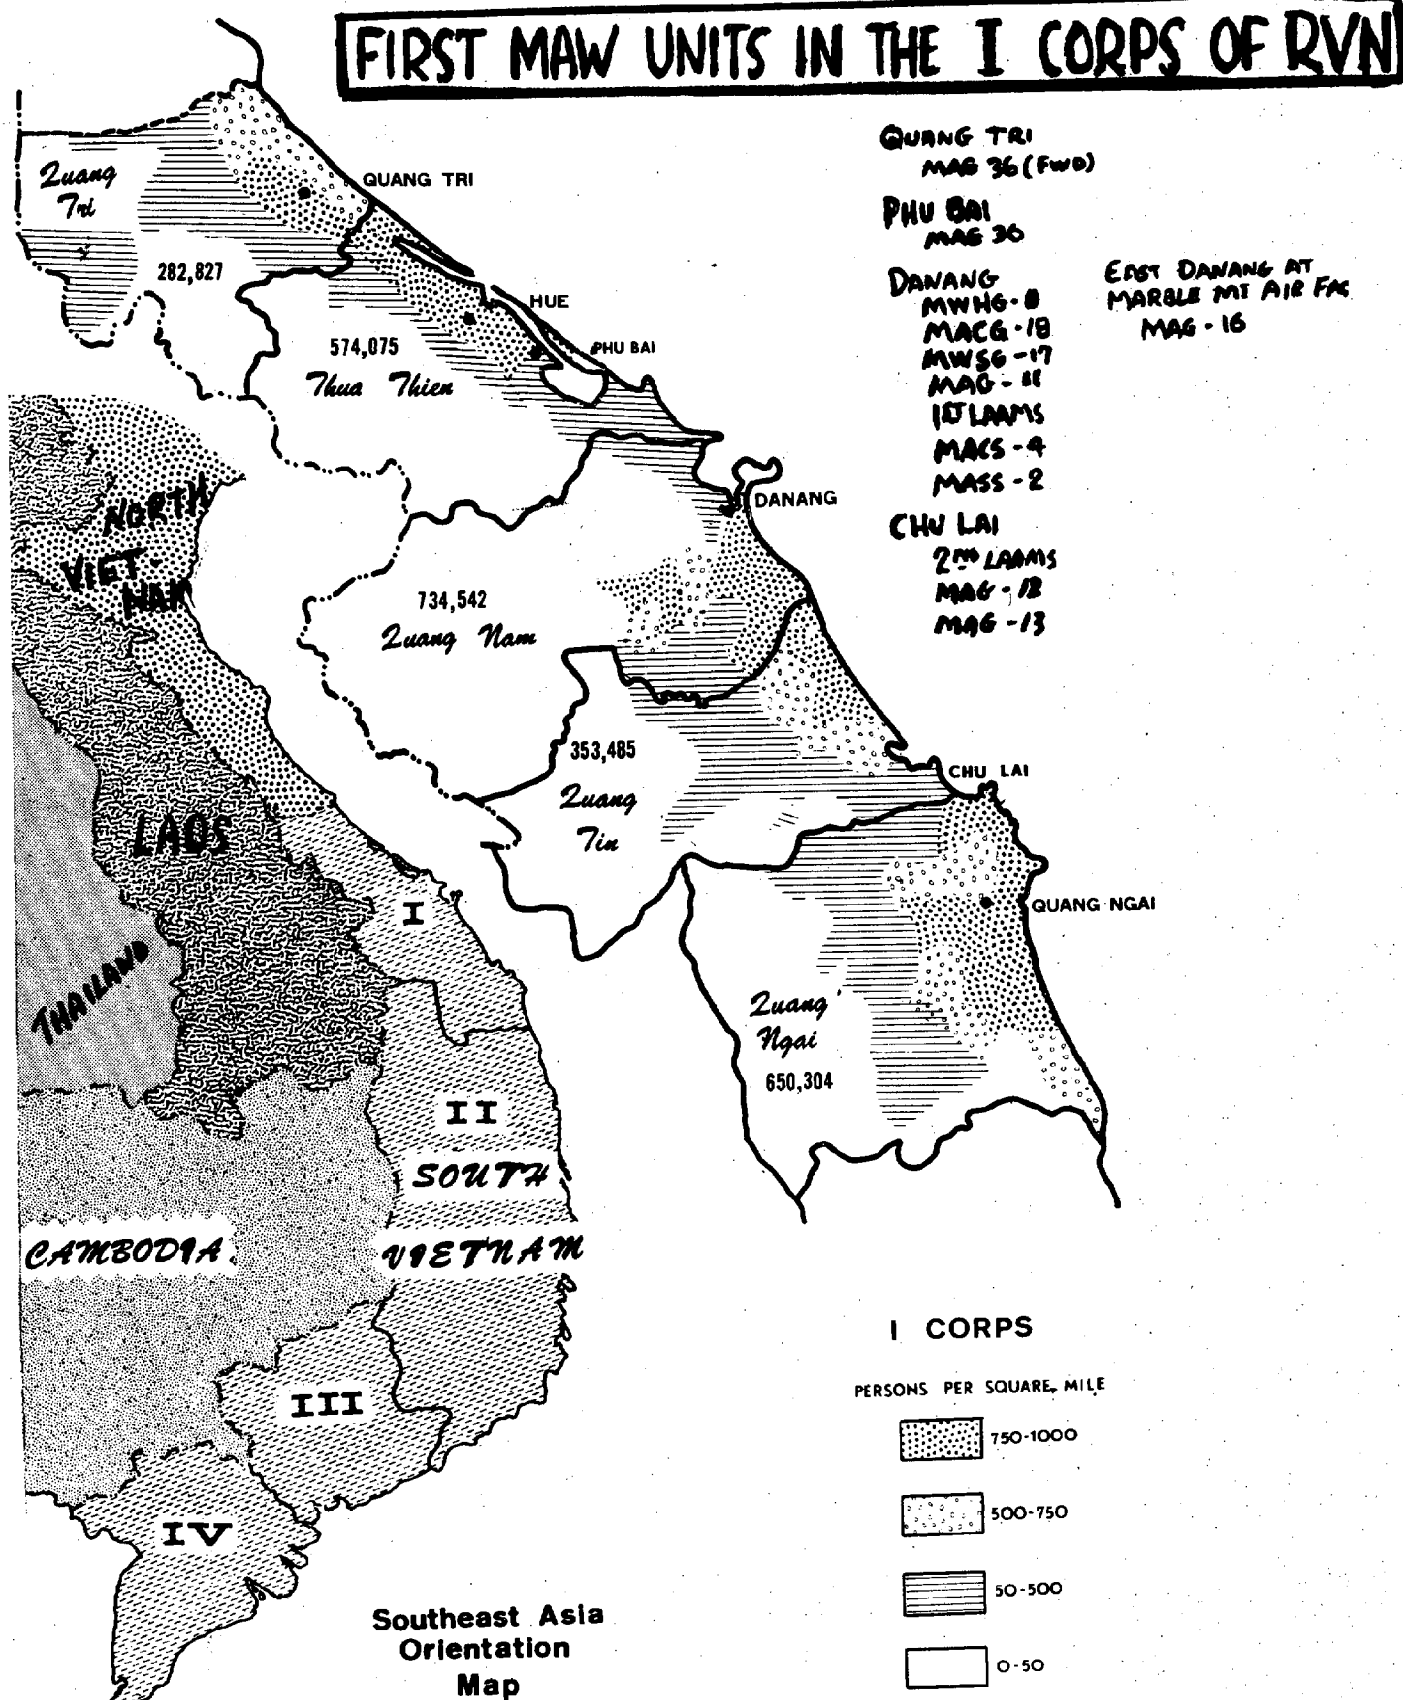 FIRST MAW UNITS IN THE I CORPS OF RVN
QUANG TRI
MAG 36 (FWD)
PHU BAI
MAG 36
DANANG
MWHG-
MACG-18
MWSG-17
MAG-11
1ST LAAMS
MACS-4
MASS-2
EAST DANANG AT
MARBLE MT AIR FAC
MAG-16
CHU LAI
2ND LAAMS
MAG-12
MAG-13
Quang
Tri
282,827
QUANG TRI
HUE
PHU BAI
574,075
Thua Thien
DANANG
734,542
Quang Nam
353,485
Quang
Tin
CHU LAI
QUANG NGAI
Quang
Ngai
650,304
NORTH
VIET-
NAM
LAOS
THAILAND
I
II
SOUTH
VIETNAM
CAMBODIA
III
IV
Southeast Asia
Orientation
Map
I CORPS
PERSONS PER SQUARE MILE
750-1000
500-750
50-500
0-50